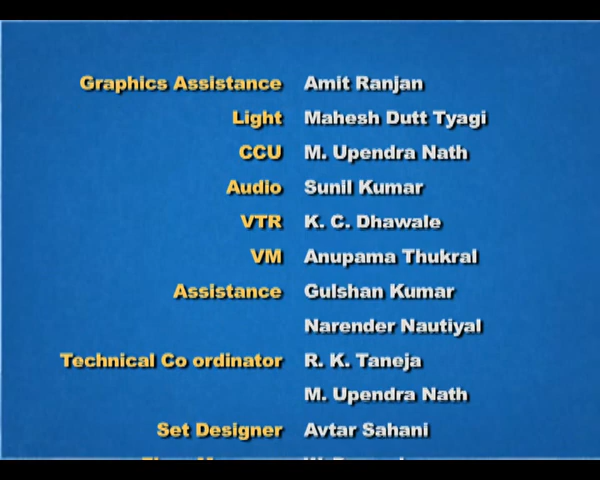 Graphics Assistance Amit Ranjan
Light Mahesh Dutt Tyagi
CCU M. Upendra Nath
Audio Sunil Kumar
VTR K. C. Dhawale
VM Anupama Thukral
Assistance Gulshan Kumar
Narender Nautiyal
Technical Co ordinator R. K. Taneja
M. Upendra Nath
Set Designer Avtar Sahani